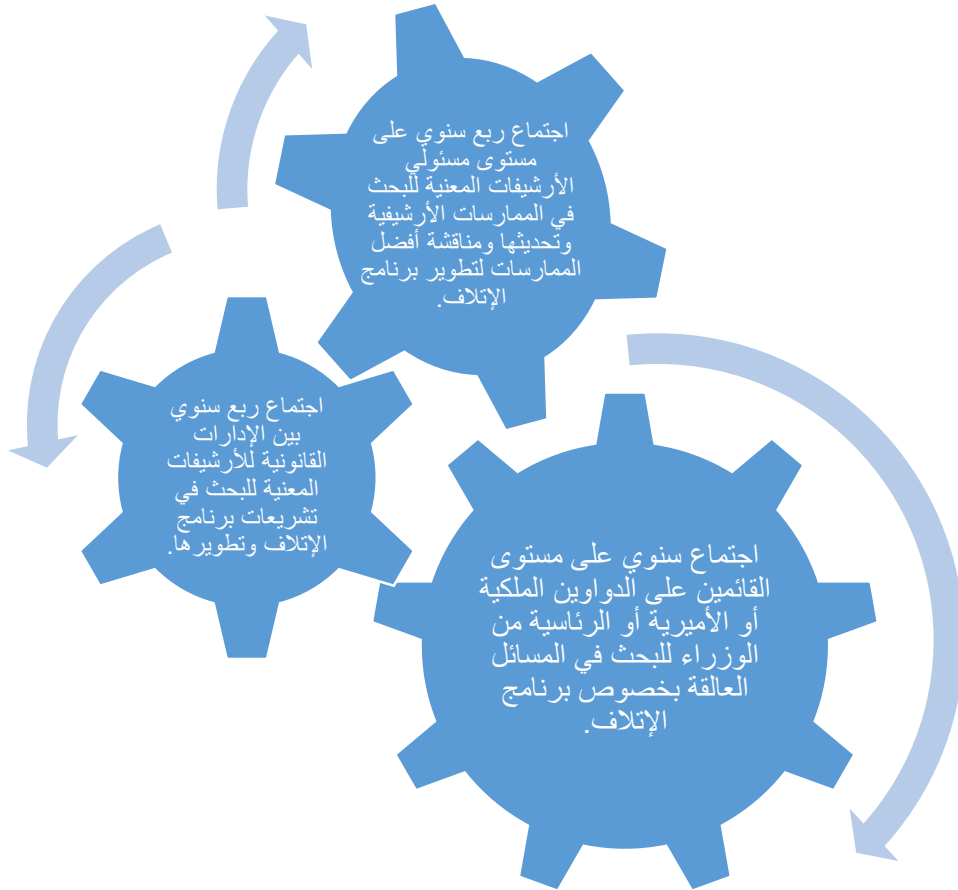 اجتماع ربع سنوي على
مستوى مسئولي
الأرشيفات المعنية للبحث
في الممارسات الأرشيفية
وتحديثها ومناقشة أفضل
الممارسات لتطوير برنامج
الإتلاف.
اجتماع ربع سنوي
بين الإدارات
القانونية للأرشيفات
المعنية للبحث في
تشريعات برنامج
الإتلاف وتطويرها.
اجتماع سنوي على مستوى
القائمين على الدواوين الملكية
أو الأميرية أو الرئاسية من
الوزراء للبحث في المسائل
العالقة بخصوص برنامج
الإتلاف.